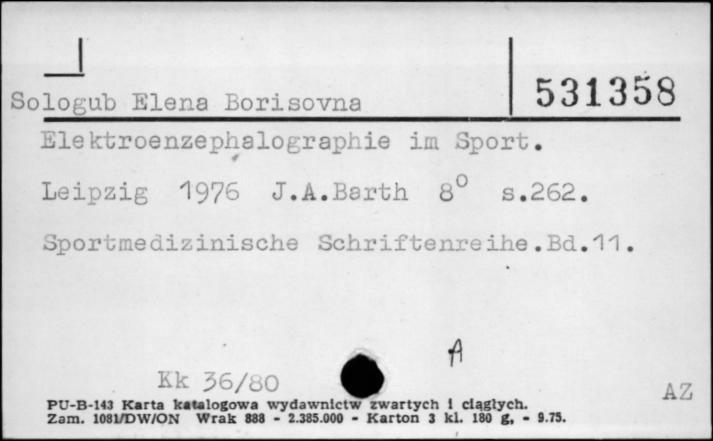 531358
Sologub Elena Borisovna
Elektroenzephalographie im Sport.
Leipzig 1976 J.A.Barth 8° s.262.
Sportmedizinische Schriftenreihe.Bd.11.
A
Kk 36/80
AZ
PU-B-143 Karta katalogowa wydawnictw zwartych i ciągłych.
Zam. 1081/DW/ON Wrak 888 - 2.385.000 - Karton 3 kl. 180 g, - 9.75.